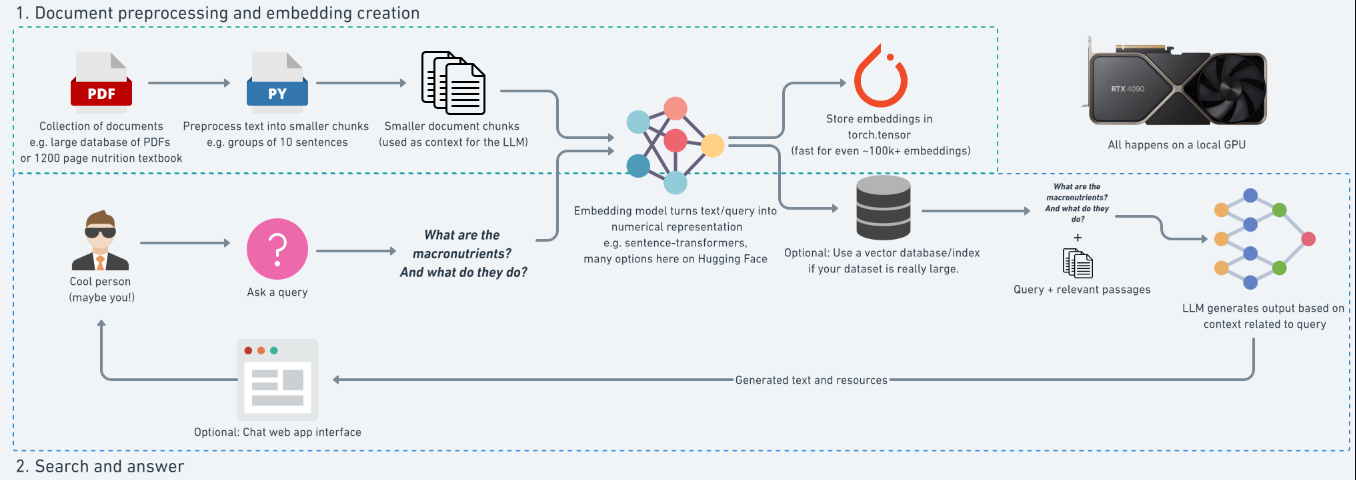 1. Document preprocessing and embedding creation
PDF
Collection of documents
e.g. large database of PDFs
or 1200 page nutrition textbook
PY
Preprocess text into smaller chunks
e.g. groups of 10 sentences
Smaller document chunks
(used as context for the LLM)
Embedding model turns text/query into
numerical representation
e.g. sentence-transformers,
many options here on Hugging Face
Store embeddings in
torch.tensor
(fast for even ~100k+ embeddings)
RTX 4090
All happens on a local GPU
Cool person
(maybe you!)
?
Ask a query
What are the
macronutrients?
And what do they do?
Optional: Use a vector database/index
if your dataset is really large.
What are the
macronutrients?
And what do they
do?
+
Query + relevant passages
LLM generates output based on
context related to query
Generated text and resources
Optional: Chat web app interface
2. Search and answer